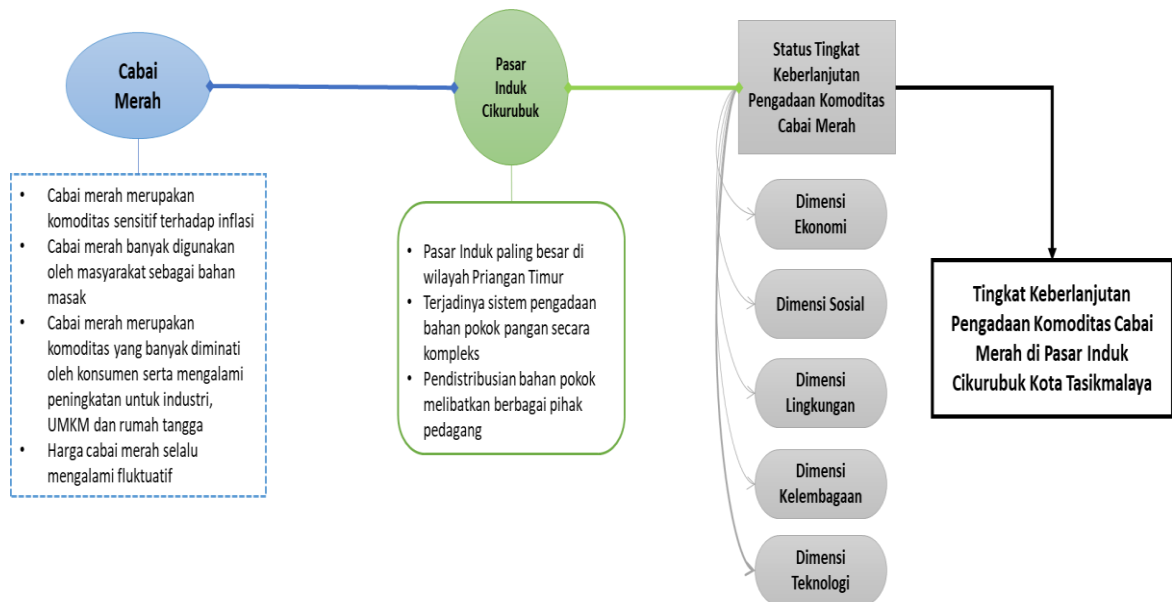 Cabai
Merah
• Cabai merah merupakan
komoditas sensitif terhadap inflasi
• Cabai merah banyak digunakan
oleh masyarakat sebagai bahan
masak
• Cabai merah merupakan
komoditas yang banyak diminati
oleh konsumen serta mengalami
peningkatan untuk industri,
UMKM dan rumah tangga
• Harga cabai merah selalu
mengalami fluktuatif
Pasar
Induk
Cikurubuk
• Pasar Induk paling besar di
wilayah Priangan Timur
• Terjadinya sistem pengadaan
bahan pokok pangan secara
kompleks
• Pendistribusian bahan pokok
melibatkan berbagai pihak
pedagang
Status Tingkat
Keberlanjutan
Pengadaan Komoditas
Cabai Merah
Dimensi
Ekonomi
Dimensi Sosial
Dimensi
Lingkungan
Dimensi
Kelembagaan
Dimensi
Teknologi
Tingkat Keberlanjutan
Pengadaan Komoditas Cabai
Merah di Pasar Induk
Cikurubuk Kota Tasikmalaya